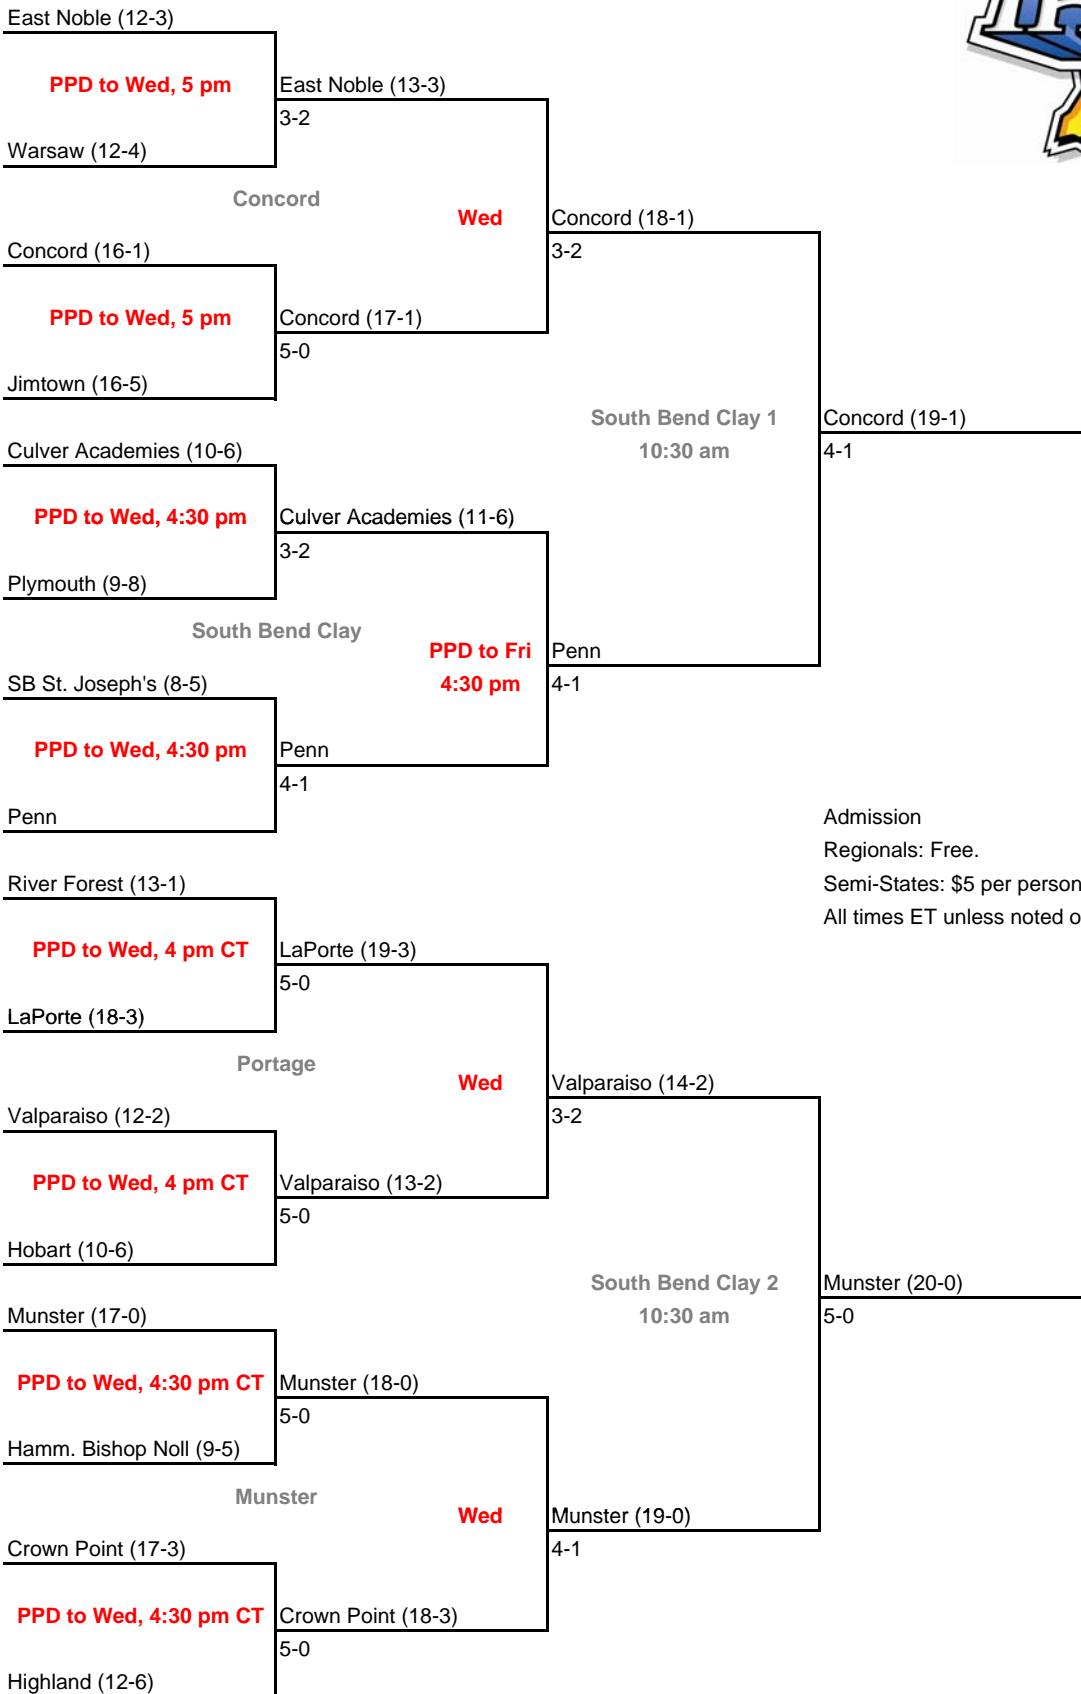 East Noble (12-3)
PPD to Wed, 5 pm
East Noble (13-3)
3-2
Warsaw (12-4)
Concord
Wed
Concord (18-1)
3-2
Concord (16-1)
PPD to Wed, 5 pm
Concord (17-1)
5-0
Jimtown (16-5)
South Bend Clay 1
10:30 am
Concord (19-1)
4-1
Culver Academies (10-6)
PPD to Wed, 4:30 pm
Culver Academies (11-6)
3-2
Plymouth (9-8)
South Bend Clay
PPD to Fri
4:30 pm
Penn
4-1
SB St. Joseph's (8-5)
PPD to Wed, 4:30 pm
Penn
4-1
Penn
Admission
Regionals: Free.
Semi-States: $5 per person
All times ET unless noted o
River Forest (13-1)
PPD to Wed, 4 pm CT
LaPorte (19-3)
5-0
LaPorte (18-3)
Portage
Wed
Valparaiso (14-2)
3-2
Valparaiso (12-2)
PPD to Wed, 4 pm CT
Valparaiso (13-2)
5-0
Hobart (10-6)
South Bend Clay 2
10:30 am
Munster (20-0)
5-0
Munster (17-0)
PPD to Wed, 4:30 pm CT
Munster (18-0)
5-0
Hamm. Bishop Noll (9-5)
Munster
Wed
Munster (19-0)
4-1
Crown Point (17-3)
PPD to Wed, 4:30 pm CT
Crown Point (18-3)
5-0
Highland (12-6)